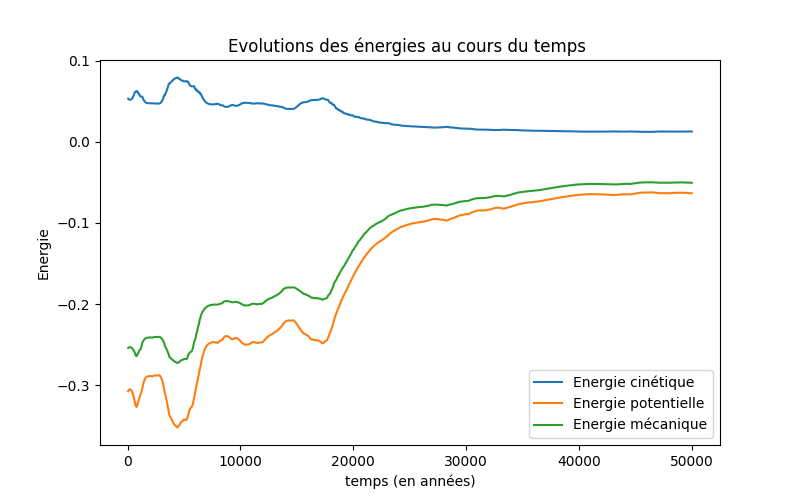 Evolutions des énergies au cours du temps
0.1
0.0
−0.1
−0.2
−0.3
Energie
Energie cinétique
Energie potentielle
Energie mécanique
0 10000 20000 30000 40000 50000
temps (en années)